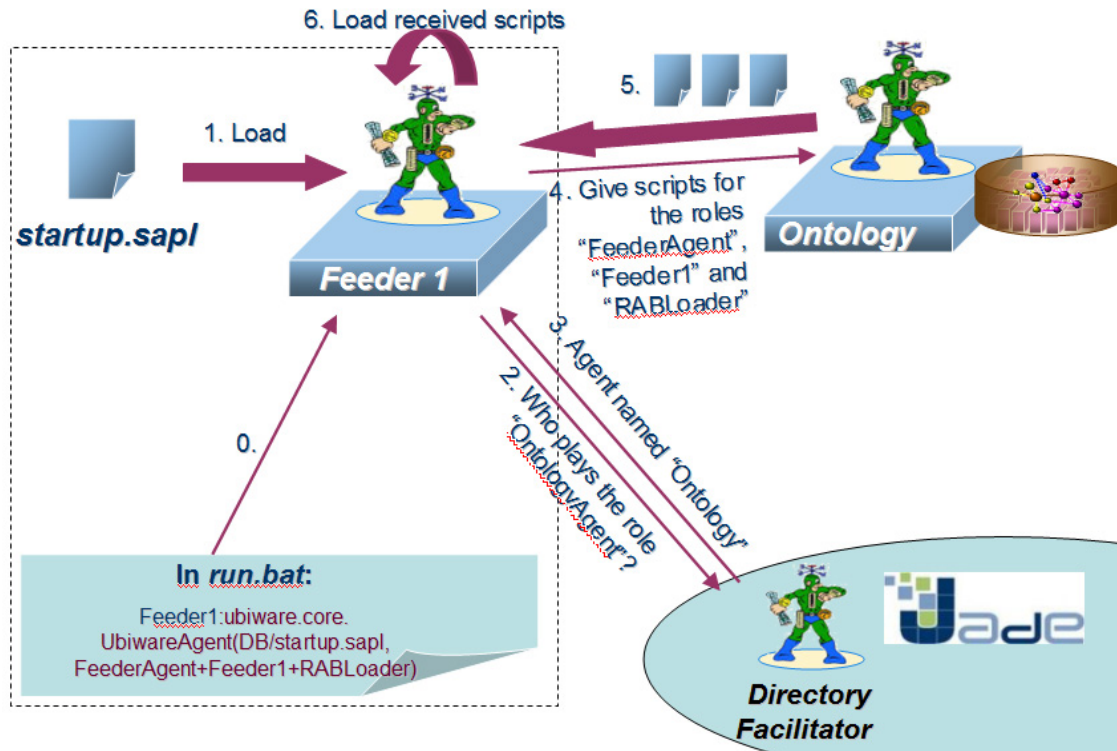 6. Load received scripts
5.
1. Load
startup.sapl
Feeder 1
4. Give scripts for
the roles
“FeederAgent”,
“Feeder1” and
“RABLoader”
Ontology
3. Agent named “Ontology”
2. Who plays the role
“OntologyAgent”?
0.
In run.bat:
Feeder1:ubiware.core.
UbiwareAgent(DB/startup.sapl,
FeederAgent+Feeder1+RABLoader)
Jade
Directory
Facilitator